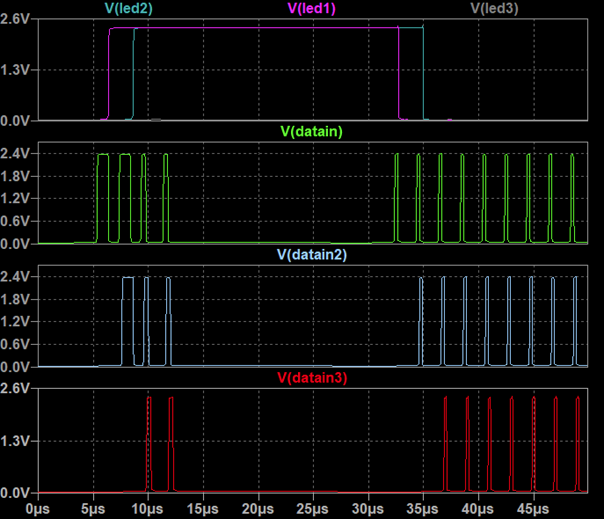 V(led2) V(led1) V(led3)
2.6V
1.3V
0.0V
V(datain)
2.4V
1.8V
1.2V
0.6V
0.0V
V(datain2)
2.4V
1.8V
1.2V
0.6V
0.0V
V(datain3)
2.6V
1.3V
0.0V
0µs 5µs 10µs 15µs 20µs 25µs 30µs 35µs 40µs 45µs